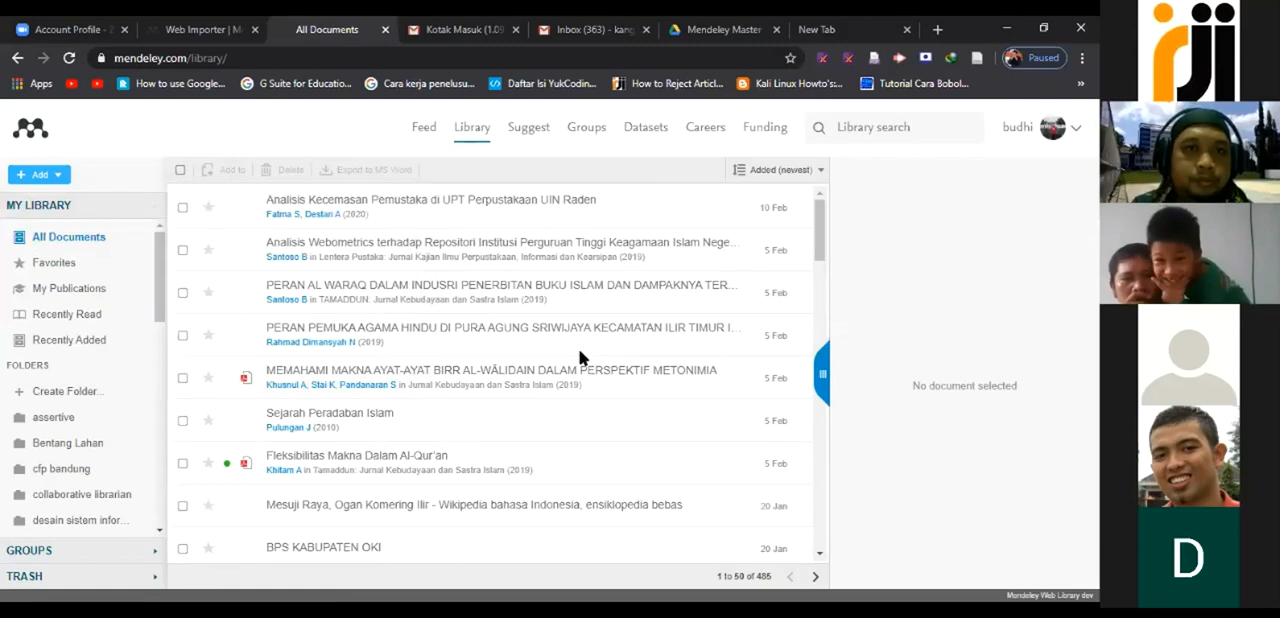 Account Profile - Z
Web Importer | M
All Documents
Kotak Masuk (1.09
Inbox (363) - kang
Mendeley Master
New Tab
mendeley.com/library/
Paused
Apps
How to use Google...
G Suite for Educatio...
Cara kerja penelusu...
Daftar Isi YukCoding...
How to Reject Articl...
Kali Linux Howto's:...
Tutorial Cara Bobol...
»
Feed
Library
Suggest
Groups
Datasets
Careers
Funding
Library search
budhi
+ Add
Add to
Delete
Export to MS Word
Added (newest)
MY LIBRARY
All Documents
Favorites
My Publications
Recently Read
Recently Added
FOLDERS
+ Create Folder...
assertive
Bentang Lahan
cfp bandung
collaborative librarian
desain sistem infor...
GROUPS
TRASH
Analisis Kecemasan Pemustaka di UPT Perpustakaan UIN Raden
10 Feb
Fatma S, Destari A (2020)
Analisis Webometrics terhadap Repositori Institusi Perguruan Tinggi Keagamaan Islam Nege...
5 Feb
Santoso B in Lentera Pustaka: Jurnal Kajian Ilmu Perpustakaan, Informasi dan Kearsipan (2019)
PERAN AL WARAQ DALAM INDUSRI PENERBITAN BUKU ISLAM DAN DAMPAKNYA TER...
5 Feb
Santoso B in TAMADDUN: Jurnal Kebudayaan dan Sastra Islam (2019)
PERAN PEMUKA AGAMA HINDU DI PURA AGUNG SRIWIJAYA KECAMATAN ILIR TIMUR I...
5 Feb
Rahmad Dimansyah N (2019)
MEMAHAMI MAKNA AYAT-AYAT BIRR AL-WĀLIDAIN DALAM PERSPEKTIF METONIMIA
5 Feb
Khusnul A, Stai K, Pandanaran S in Jurnal Kebudayaan dan Sastra Islam (2019)
Sejarah Peradaban Islam
5 Feb
Pulungan J (2010)
Fleksibilitas Makna Dalam Al-Qur'an
5 Feb
Khitam A in Tamaddun: Jurnal Kebudayaan dan Sastra Islam (2019)
Mesuji Raya, Ogan Komering Ilir - Wikipedia bahasa Indonesia, ensiklopedia bebas
20 Jan
BPS KABUPATEN OKI
20 Jan
1 to 50 of 485
No document selected
Mendeley Web Library dev
rji
D